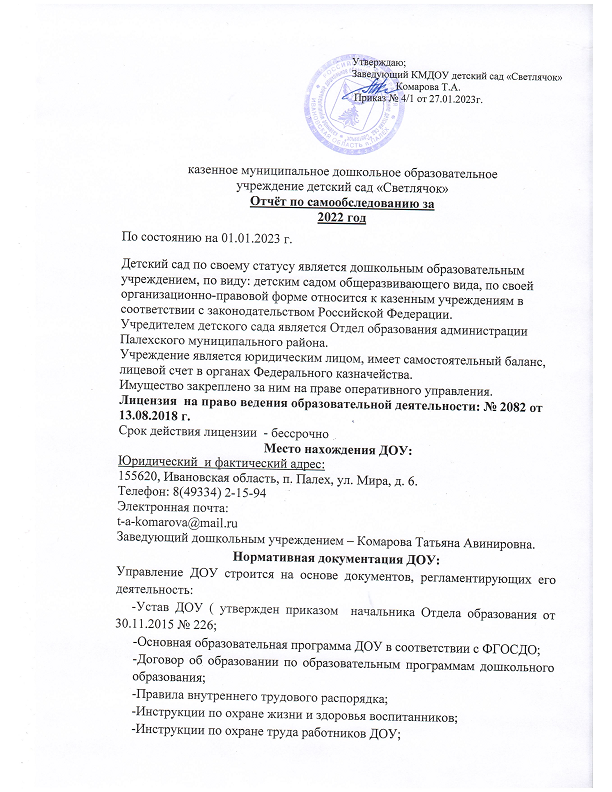 Утверждаю;
Заведующий КМДОУ детский сад «Светлячок»
Комарова Т.А.
Приказ № 4/1 от 27.01.2023г.
казенное муниципальное дошкольное образовательное
учреждение детский сад «Светлячок»
Отчёт по самообследованию за
2022 год
По состоянию на 01.01.2023 г.
Детский сад по своему статусу является дошкольным образовательным
учреждением, по виду: детским садом общеразвивающего вида, по своей
организационно-правовой форме относится к казенным учреждениям в
соответствии с законодательством Российской Федерации.
Учредителем детского сада является Отдел образования администрации
Палехского муниципального района.
Учреждение является юридическим лицом, имеет самостоятельный баланс,
лицевой счет в органах Федерального казначейства.
Имущество закреплено за ним на праве оперативного управления.
Лицензия на право ведения образовательной деятельности: № 2082 от
13.08.2018 г.
Срок действия лицензии - бессрочно
Место нахождения ДОУ:
Юридический и фактический адрес:
155620, Ивановская область, п. Палех, ул. Мира, д. 6.
Телефон: 8(49334) 2-15-94
Электронная почта:
t-a-komarova@mail.ru
Заведующий дошкольным учреждением – Комарова Татьяна Авинировна.
Нормативная документация ДОУ:
Управление ДОУ строится на основе документов, регламентирующих его
деятельность:
-Устав ДОУ ( утвержден приказом начальника Отдела образования от
30.11.2015 № 226;
-Основная образовательная программа ДОУ в соответствии с ФГОСДО;
-Договор об образовании по образовательным программам дошкольного
образования;
-Правила внутреннего трудового распорядка;
-Инструкции по охране жизни и здоровья воспитанников;
-Инструкции по охране труда работников ДОУ;